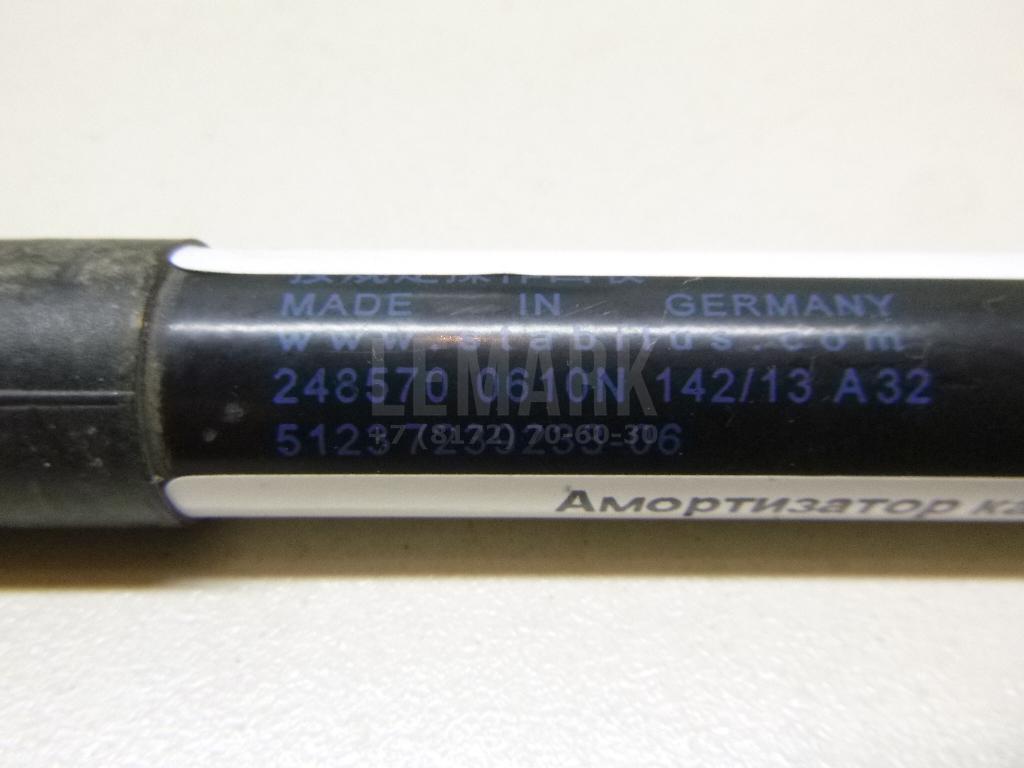 MADE IN GERMANY
www.stabilus.com
LEMARK
248570 0610N 142/13 A32
+7 (8172) 70-60-30
Амортизатор